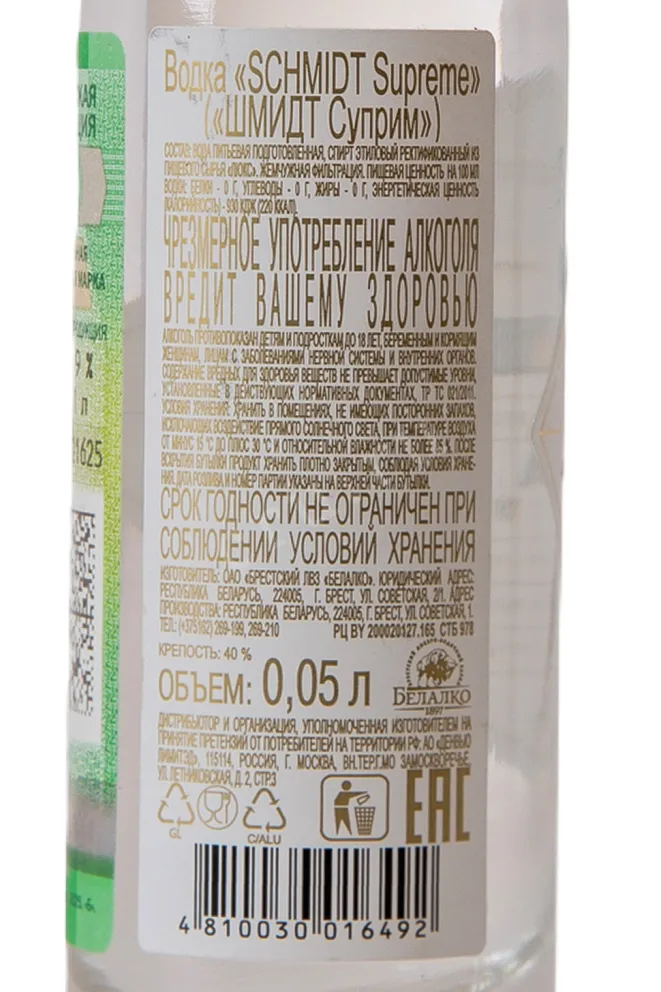 Водка «SCHMIDT Supreme»
(«ШМИДТ Суприм»)
СОСТАВ: ВОДА ПИТЬЕВАЯ ПОДГОТОВЛЕННАЯ, СПИРТ ЭТИЛОВЫЙ РЕКТИФИКОВАННЫЙ ИЗ
ПИЩЕВОГО СЫРЬЯ «ЛЮКС». ЖЕМЧУЖНАЯ ФИЛЬТРАЦИЯ. ПИЩЕВАЯ ЦЕННОСТЬ НА 100 МЛ
ВОДКИ: БЕЛКИ - 0 Г, УГЛЕВОДЫ - 0 Г, ЖИРЫ - 0 Г, ЭНЕРГЕТИЧЕСКАЯ ЦЕННОСТЬ
(КАЛОРИЙНОСТЬ) - 930 КДЖ (220 ККАЛ).
ЧРЕЗМЕРНОЕ УПОТРЕБЛЕНИЕ АЛКОГОЛЯ
ВРЕДИТ ВАШЕМУ ЗДОРОВЬЮ
АЛКОГОЛЬ ПРОТИВОПОКАЗАН ДЕТЯМ И ПОДРОСТКАМ ДО 18 ЛЕТ, БЕРЕМЕННЫМ И КОРМЯЩИМ
ЖЕНЩИНАМ, ЛИЦАМ С ЗАБОЛЕВАНИЯМИ НЕРВНОЙ СИСТЕМЫ И ВНУТРЕННИХ ОРГАНОВ.
СОДЕРЖАНИЕ ВРЕДНЫХ ДЛЯ ЗДОРОВЬЯ ВЕЩЕСТВ НЕ ПРЕВЫШАЕТ ДОПУСТИМЫЕ УРОВНИ,
УСТАНОВЛЕННЫЕ В ДЕЙСТВУЮЩИХ НОРМАТИВНЫХ ДОКУМЕНТАХ, ТР ТС 021/2011.
УСЛОВИЯ ХРАНЕНИЯ: ХРАНИТЬ В ПОМЕЩЕНИЯХ, НЕ ИМЕЮЩИХ ПОСТОРОННИХ ЗАПАХОВ,
ИСКЛЮЧАЮЩИХ ВОЗДЕЙСТВИЕ ПРЯМОГО СОЛНЕЧНОГО СВЕТА, ПРИ ТЕМПЕРАТУРЕ ВОЗДУХА
ОТ МИНУС 15 °С ДО ПЛЮС 30 °С И ОТНОСИТЕЛЬНОЙ ВЛАЖНОСТИ НЕ БОЛЕЕ 85 %. ПОСЛЕ
ВСКРЫТИЯ БУТЫЛКИ ПРОДУКТ ХРАНИТЬ ПЛОТНО ЗАКРЫТЫМ, СОБЛЮДАЯ УСЛОВИЯ ХРАНЕ-
НИЯ. ДАТА РОЗЛИВА И НОМЕР ПАРТИИ УКАЗАНЫ НА ВЕРХНЕЙ ЧАСТИ БУТЫЛКИ.
СРОК ГОДНОСТИ НЕ ОГРАНИЧЕН ПРИ
СОБЛЮДЕНИИ УСЛОВИЙ ХРАНЕНИЯ
ИЗГОТОВИТЕЛЬ: ОАО «БРЕСТСКИЙ ЛВЗ «БЕЛАЛКО». ЮРИДИЧЕСКИЙ АДРЕС:
РЕСПУБЛИКА БЕЛАРУСЬ, 224005, Г. БРЕСТ, УЛ. СОВЕТСКАЯ, 2/1. АДРЕС
ПРОИЗВОДСТВА: РЕСПУБЛИКА БЕЛАРУСЬ, 224005, Г. БРЕСТ, УЛ. СОВЕТСКАЯ, 1.
ТЕЛ.: (+375162) 269-199, 269-210 РЦ BY 200020127.165 СТБ 978
КРЕПОСТЬ: 40 %
ОБЪЕМ: 0,05 л
БЕЛАЛКО
1897
ДИСТРИБЬЮТОР И ОРГАНИЗАЦИЯ, УПОЛНОМОЧЕННАЯ ИЗГОТОВИТЕЛЕМ НА
ПРИНЯТИЕ ПРЕТЕНЗИЙ ОТ ПОТРЕБИТЕЛЕЙ НА ТЕРРИТОРИИ РФ: АО «ДЕНВЬЮ
ЛИМИТЭД», 115114, РОССИЯ, Г. МОСКВА, ВН.ТЕР.Г.МО ЗАМОСКВОРЕЧЬЕ,
УЛ. ЛЕТНИКОВСКАЯ, Д. 2, СТР.3
GL
C/ALU
EAC
4 810030 016492
КАЯ
ЦИЯ
НАЯ
МАРКА
ДУКЦИЯ
9 %
л
21625